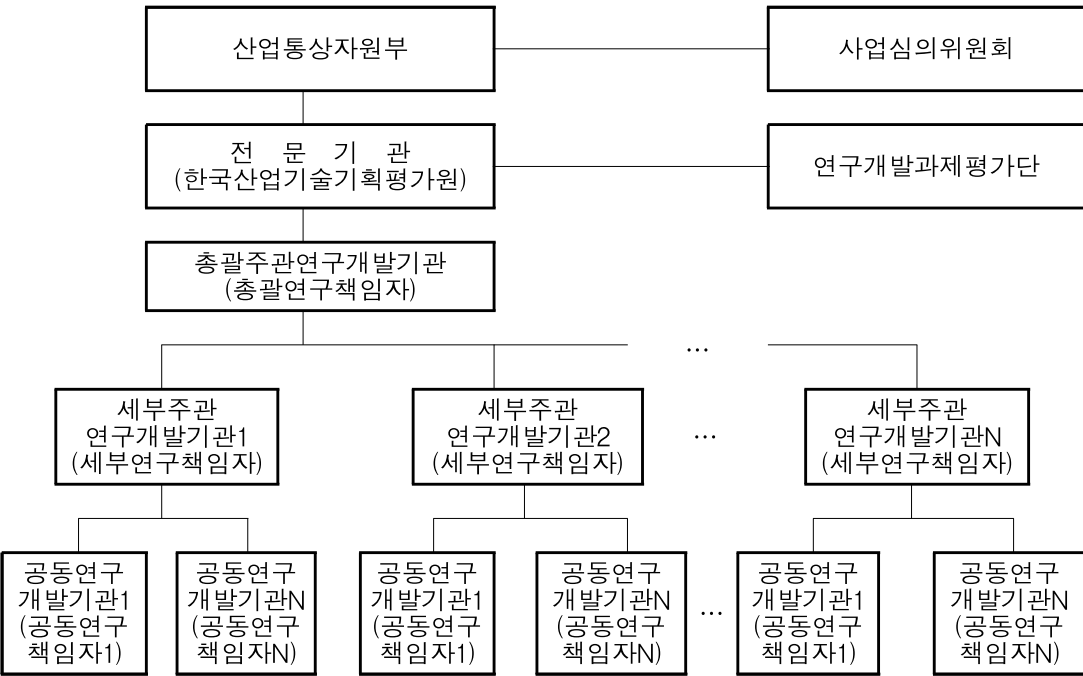 산업통상자원부
사업심의위원회
전 문 기 관
(한국산업기술기획평가원)
연구개발과제평가단
총괄주관연구개발기관
(총괄연구책임자)
...
세부주관
연구개발기관1
(세부연구책임자)
세부주관
연구개발기관2
(세부연구책임자)
...
세부주관
연구개발기관N
(세부연구책임자)
공동연구
개발기관1
(공동연구
책임자1)
공동연구
개발기관N
(공동연구
책임자N)
공동연구
개발기관1
(공동연구
책임자1)
공동연구
개발기관N
(공동연구
책임자N)
...
공동연구
개발기관1
(공동연구
책임자1)
공동연구
개발기관N
(공동연구
책임자N)